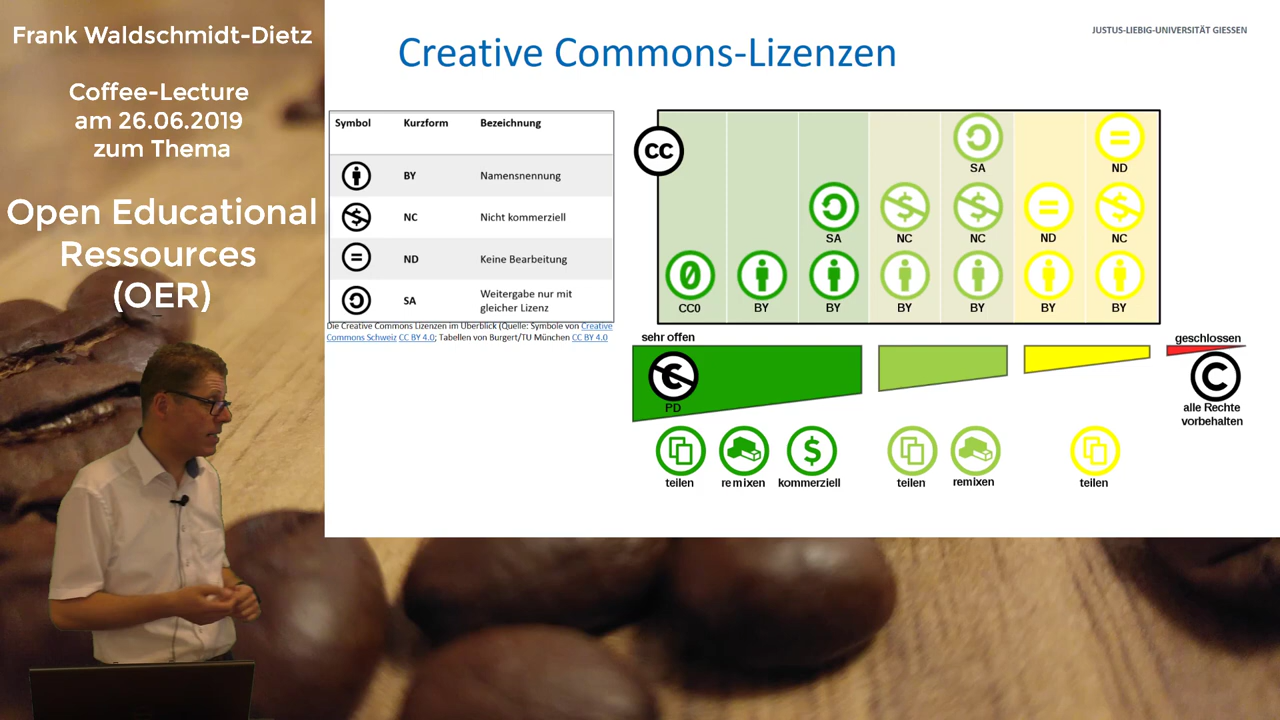 Frank Waldschmidt-Dietz
Coffee-Lecture
am 26.06.2019
zum Thema
Open Educational
Ressources
(OER)
JUSTUS-LIEBIG-UNIVERSITÄT GIESSEN
Creative Commons-Lizenzen
Symbol Kurzform Bezeichnung
BY Namensnennung
NC Nicht kommerziell
= ND Keine Bearbeitung
SA Weitergabe nur mit
gleicher Lizenz
Die Creative Commons Lizenzen im Überblick (Quelle: Symbole von Creative
Commons Schweiz CC BY 4.0; Tabellen von Burgert/TU München CC BY 4.0
CC
SA ND
SA NC NC ND NC
CC0 BY BY BY BY BY BY
sehr offen geschlossen
PD
alle Rechte
vorbehalten
teilen remixen kommerziell teilen remixen teilen